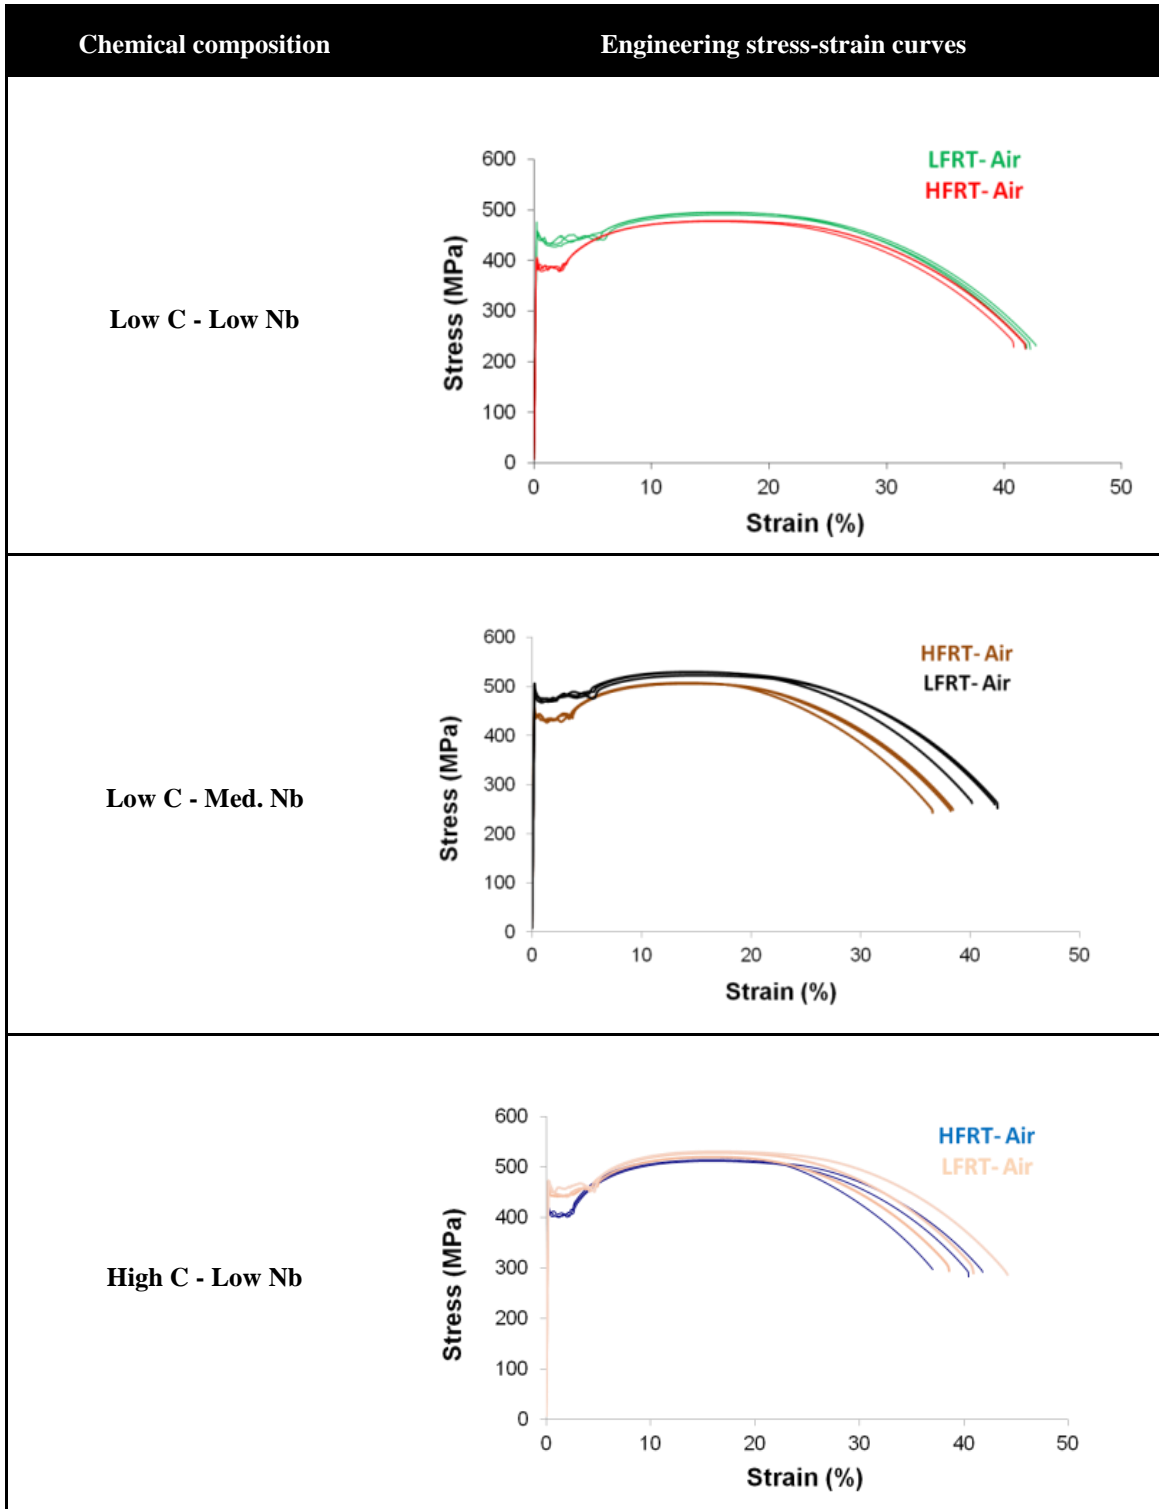 Chemical composition Engineering stress-strain curves
Low C - Low Nb
LFRT- Air
HFRT- Air
Stress (MPa)
600
500
400
300
200
100
0
0 10 20 30 40 50
Strain (%)
Low C - Med. Nb
HFRT- Air
LFRT- Air
Stress (MPa)
600
500
400
300
200
100
0
0 10 20 30 40 50
Strain (%)
High C - Low Nb
HFRT- Air
LFRT- Air
Stress (MPa)
600
500
400
300
200
100
0
0 10 20 30 40 50
Strain (%)